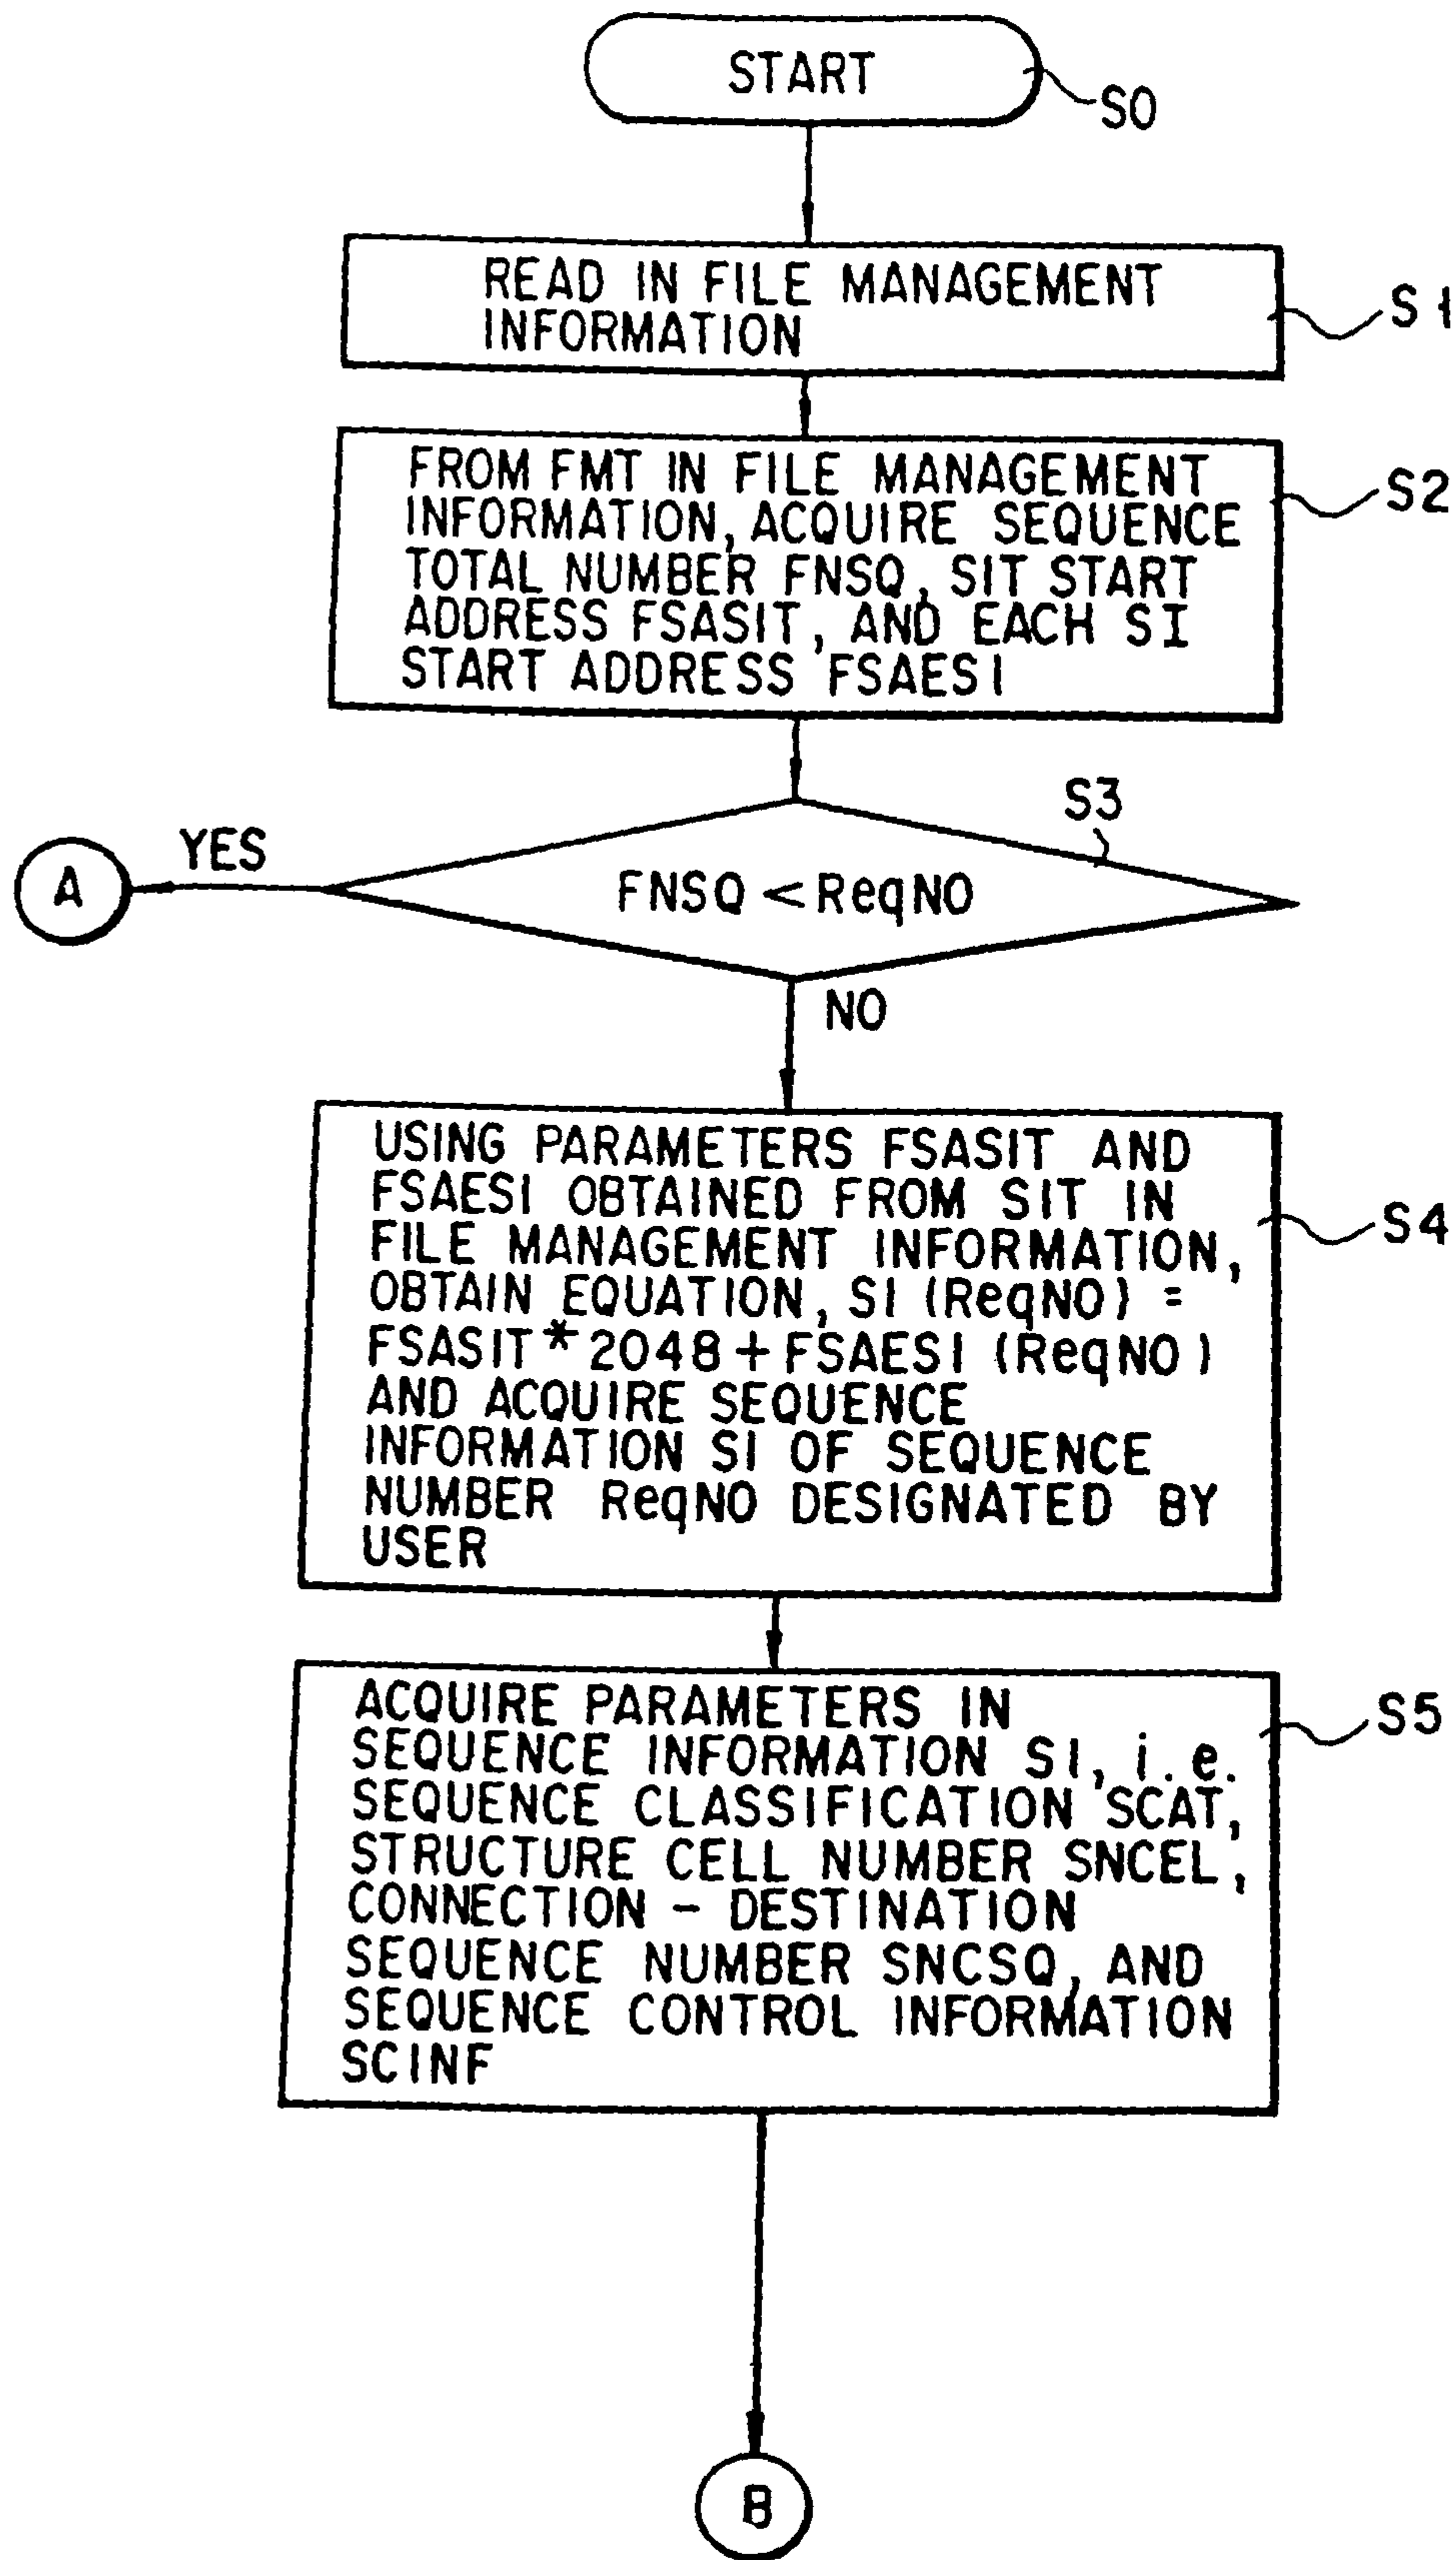 START
S0
READ IN FILE MANAGEMENT
INFORMATION
S1
FROM FMT IN FILE MANAGEMENT
INFORMATION, ACQUIRE SEQUENCE
TOTAL NUMBER FNSQ, SIT START
ADDRESS FSASIT, AND EACH SI
START ADDRESS FSAESI
S2
S3
YES
A
FNSQ < ReqNO
NO
USING PARAMETERS FSASIT AND
FSAESI OBTAINED FROM SIT IN
FILE MANAGEMENT INFORMATION,
OBTAIN EQUATION, SI (ReqNO) =
FSASIT * 2048 + FSAESI (ReqNO)
AND ACQUIRE SEQUENCE
INFORMATION SI OF SEQUENCE
NUMBER ReqNO DESIGNATED BY
USER
S4
ACQUIRE PARAMETERS IN
SEQUENCE INFORMATION SI, i.e.
SEQUENCE CLASSIFICATION SCAT,
STRUCTURE CELL NUMBER SNCEL,
CONNECTION - DESTINATION
SEQUENCE NUMBER SNCSQ, AND
SEQUENCE CONTROL INFORMATION
SCINF
S5
B